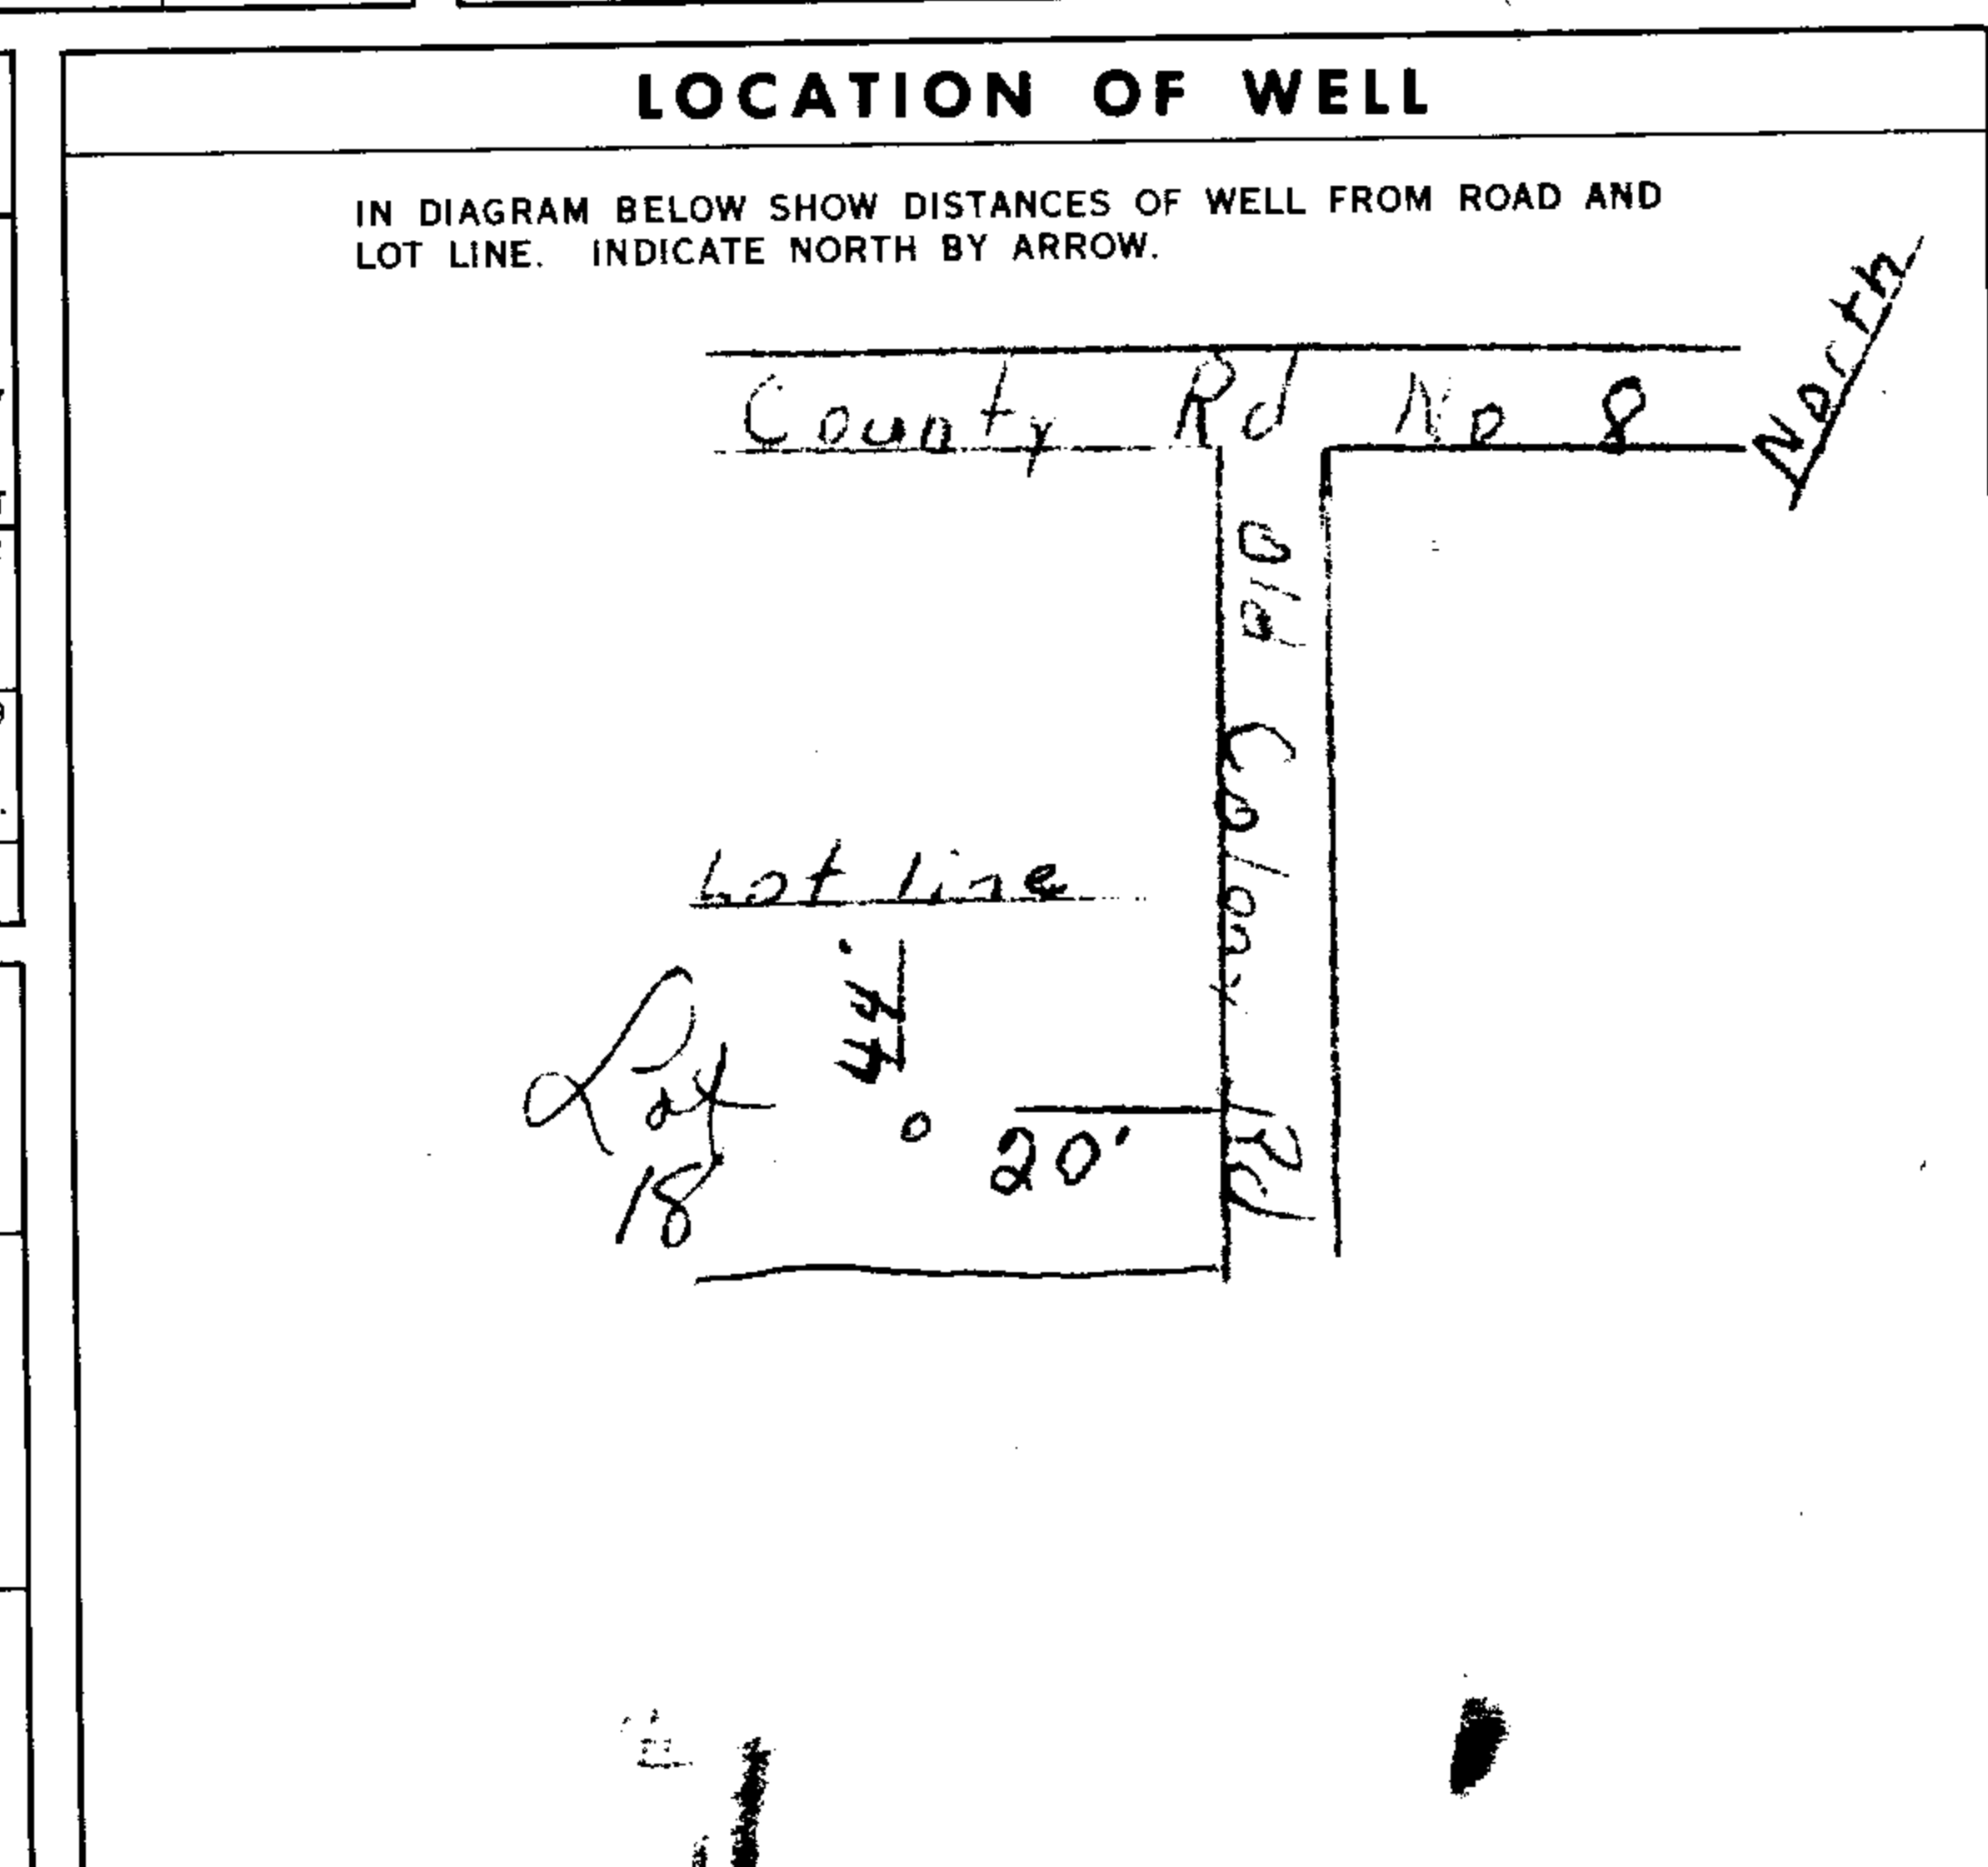 LOCATION OF WELL
IN DIAGRAM BELOW SHOW DISTANCES OF WELL FROM ROAD AND
LOT LINE. INDICATE NORTH BY ARROW.
North
County Rd No 8
Old
Rd
Lot line
44'
Lot
18
20'